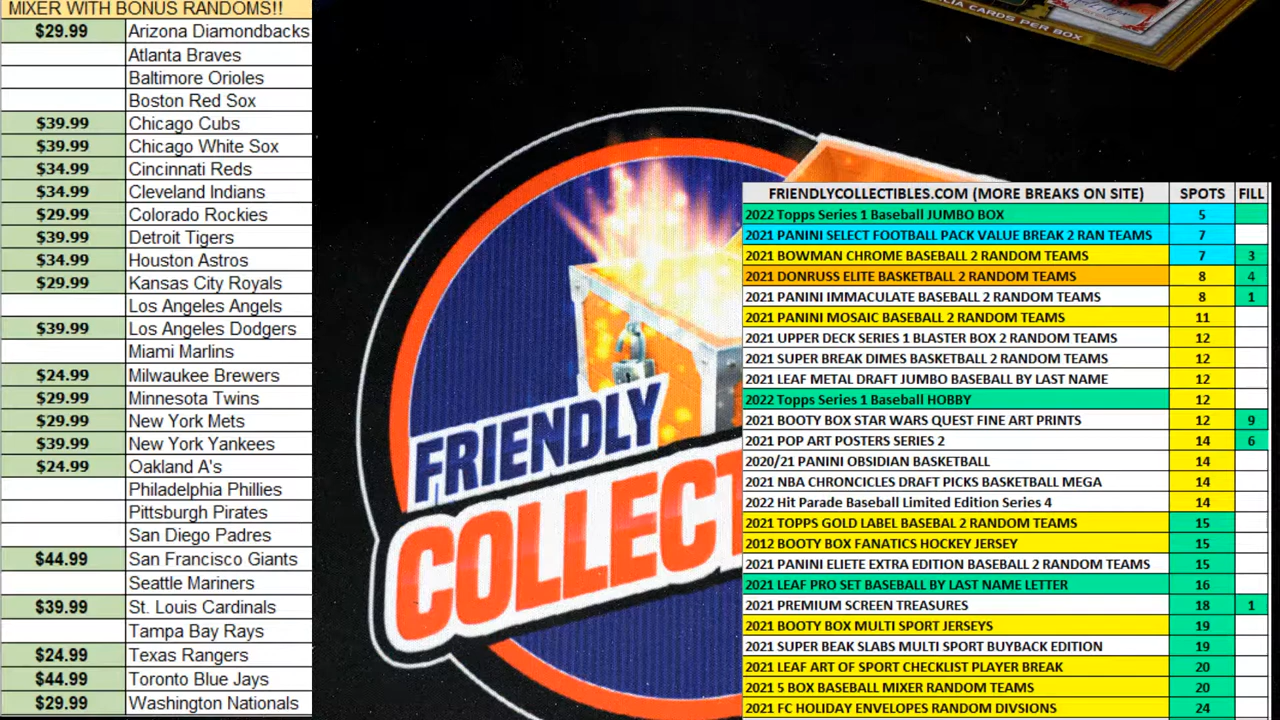 MIXER WITH BONUS RANDOMS!!
$29.99 Arizona Diamondbacks
Atlanta Braves
Baltimore Orioles
Boston Red Sox
$39.99 Chicago Cubs
$39.99 Chicago White Sox
$34.99 Cincinnati Reds
$34.99 Cleveland Indians
$29.99 Colorado Rockies
$39.99 Detroit Tigers
$34.99 Houston Astros
$29.99 Kansas City Royals
Los Angeles Angels
$39.99 Los Angeles Dodgers
Miami Marlins
$24.99 Milwaukee Brewers
$29.99 Minnesota Twins
$29.99 New York Mets
$39.99 New York Yankees
$24.99 Oakland A's
Philadelphia Phillies
Pittsburgh Pirates
San Diego Padres
$44.99 San Francisco Giants
Seattle Mariners
$39.99 St. Louis Cardinals
Tampa Bay Rays
$24.99 Texas Rangers
$44.99 Toronto Blue Jays
$29.99 Washington Nationals
CARDS PER BOX
FRIENDLY
COLLECT
FRIENDLYCOLLECTIBLES.COM (MORE BREAKS ON SITE) SPOTS FILL
2022 Topps Series 1 Baseball JUMBO BOX 5
2021 PANINI SELECT FOOTBALL PACK VALUE BREAK 2 RAN TEAMS 7
2021 BOWMAN CHROME BASEBALL 2 RANDOM TEAMS 7 3
2021 DONRUSS ELITE BASKETBALL 2 RANDOM TEAMS 8 4
2021 PANINI IMMACULATE BASEBALL 2 RANDOM TEAMS 8 1
2021 PANINI MOSAIC BASEBALL 2 RANDOM TEAMS 11
2021 UPPER DECK SERIES 1 BLASTER BOX 2 RANDOM TEAMS 12
2021 SUPER BREAK DIMES BASKETBALL 2 RANDOM TEAMS 12
2021 LEAF METAL DRAFT JUMBO BASEBALL BY LAST NAME 12
2022 Topps Series 1 Baseball HOBBY 12
2021 BOOTY BOX STAR WARS QUEST FINE ART PRINTS 12 9
2021 POP ART POSTERS SERIES 2 14 6
2020/21 PANINI OBSIDIAN BASKETBALL 14
2021 NBA CHRONCICLES DRAFT PICKS BASKETBALL MEGA 14
2022 Hit Parade Baseball Limited Edition Series 4 14
2021 TOPPS GOLD LABEL BASEBAL 2 RANDOM TEAMS 15
2012 BOOTY BOX FANATICS HOCKEY JERSEY 15
2021 PANINI ELIETE EXTRA EDITION BASEBALL 2 RANDOM TEAMS 15
2021 LEAF PRO SET BASEBALL BY LAST NAME LETTER 16
2021 PREMIUM SCREEN TREASURES 18 1
2021 BOOTY BOX MULTI SPORT JERSEYS 19
2021 SUPER BEAK SLABS MULTI SPORT BUYBACK EDITION 19
2021 LEAF ART OF SPORT CHECKLIST PLAYER BREAK 20
2021 5 BOX BASEBALL MIXER RANDOM TEAMS 20
2021 FC HOLIDAY ENVELOPES RANDOM DIVSIONS 24